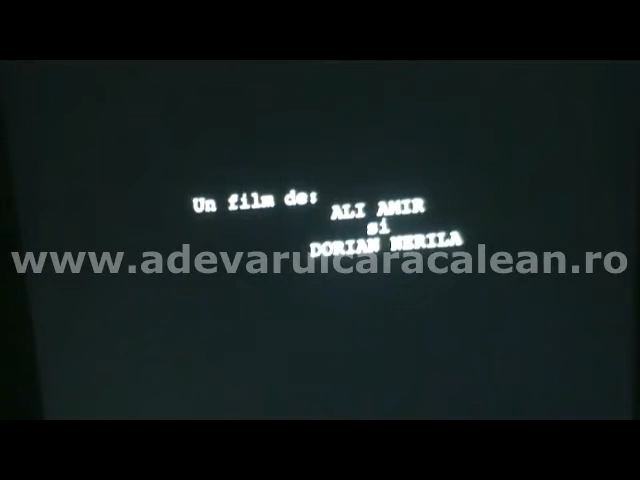 Un film de:
ALI AMIR
si
DORIAN NERILA
www.adevarulcaracalean.ro